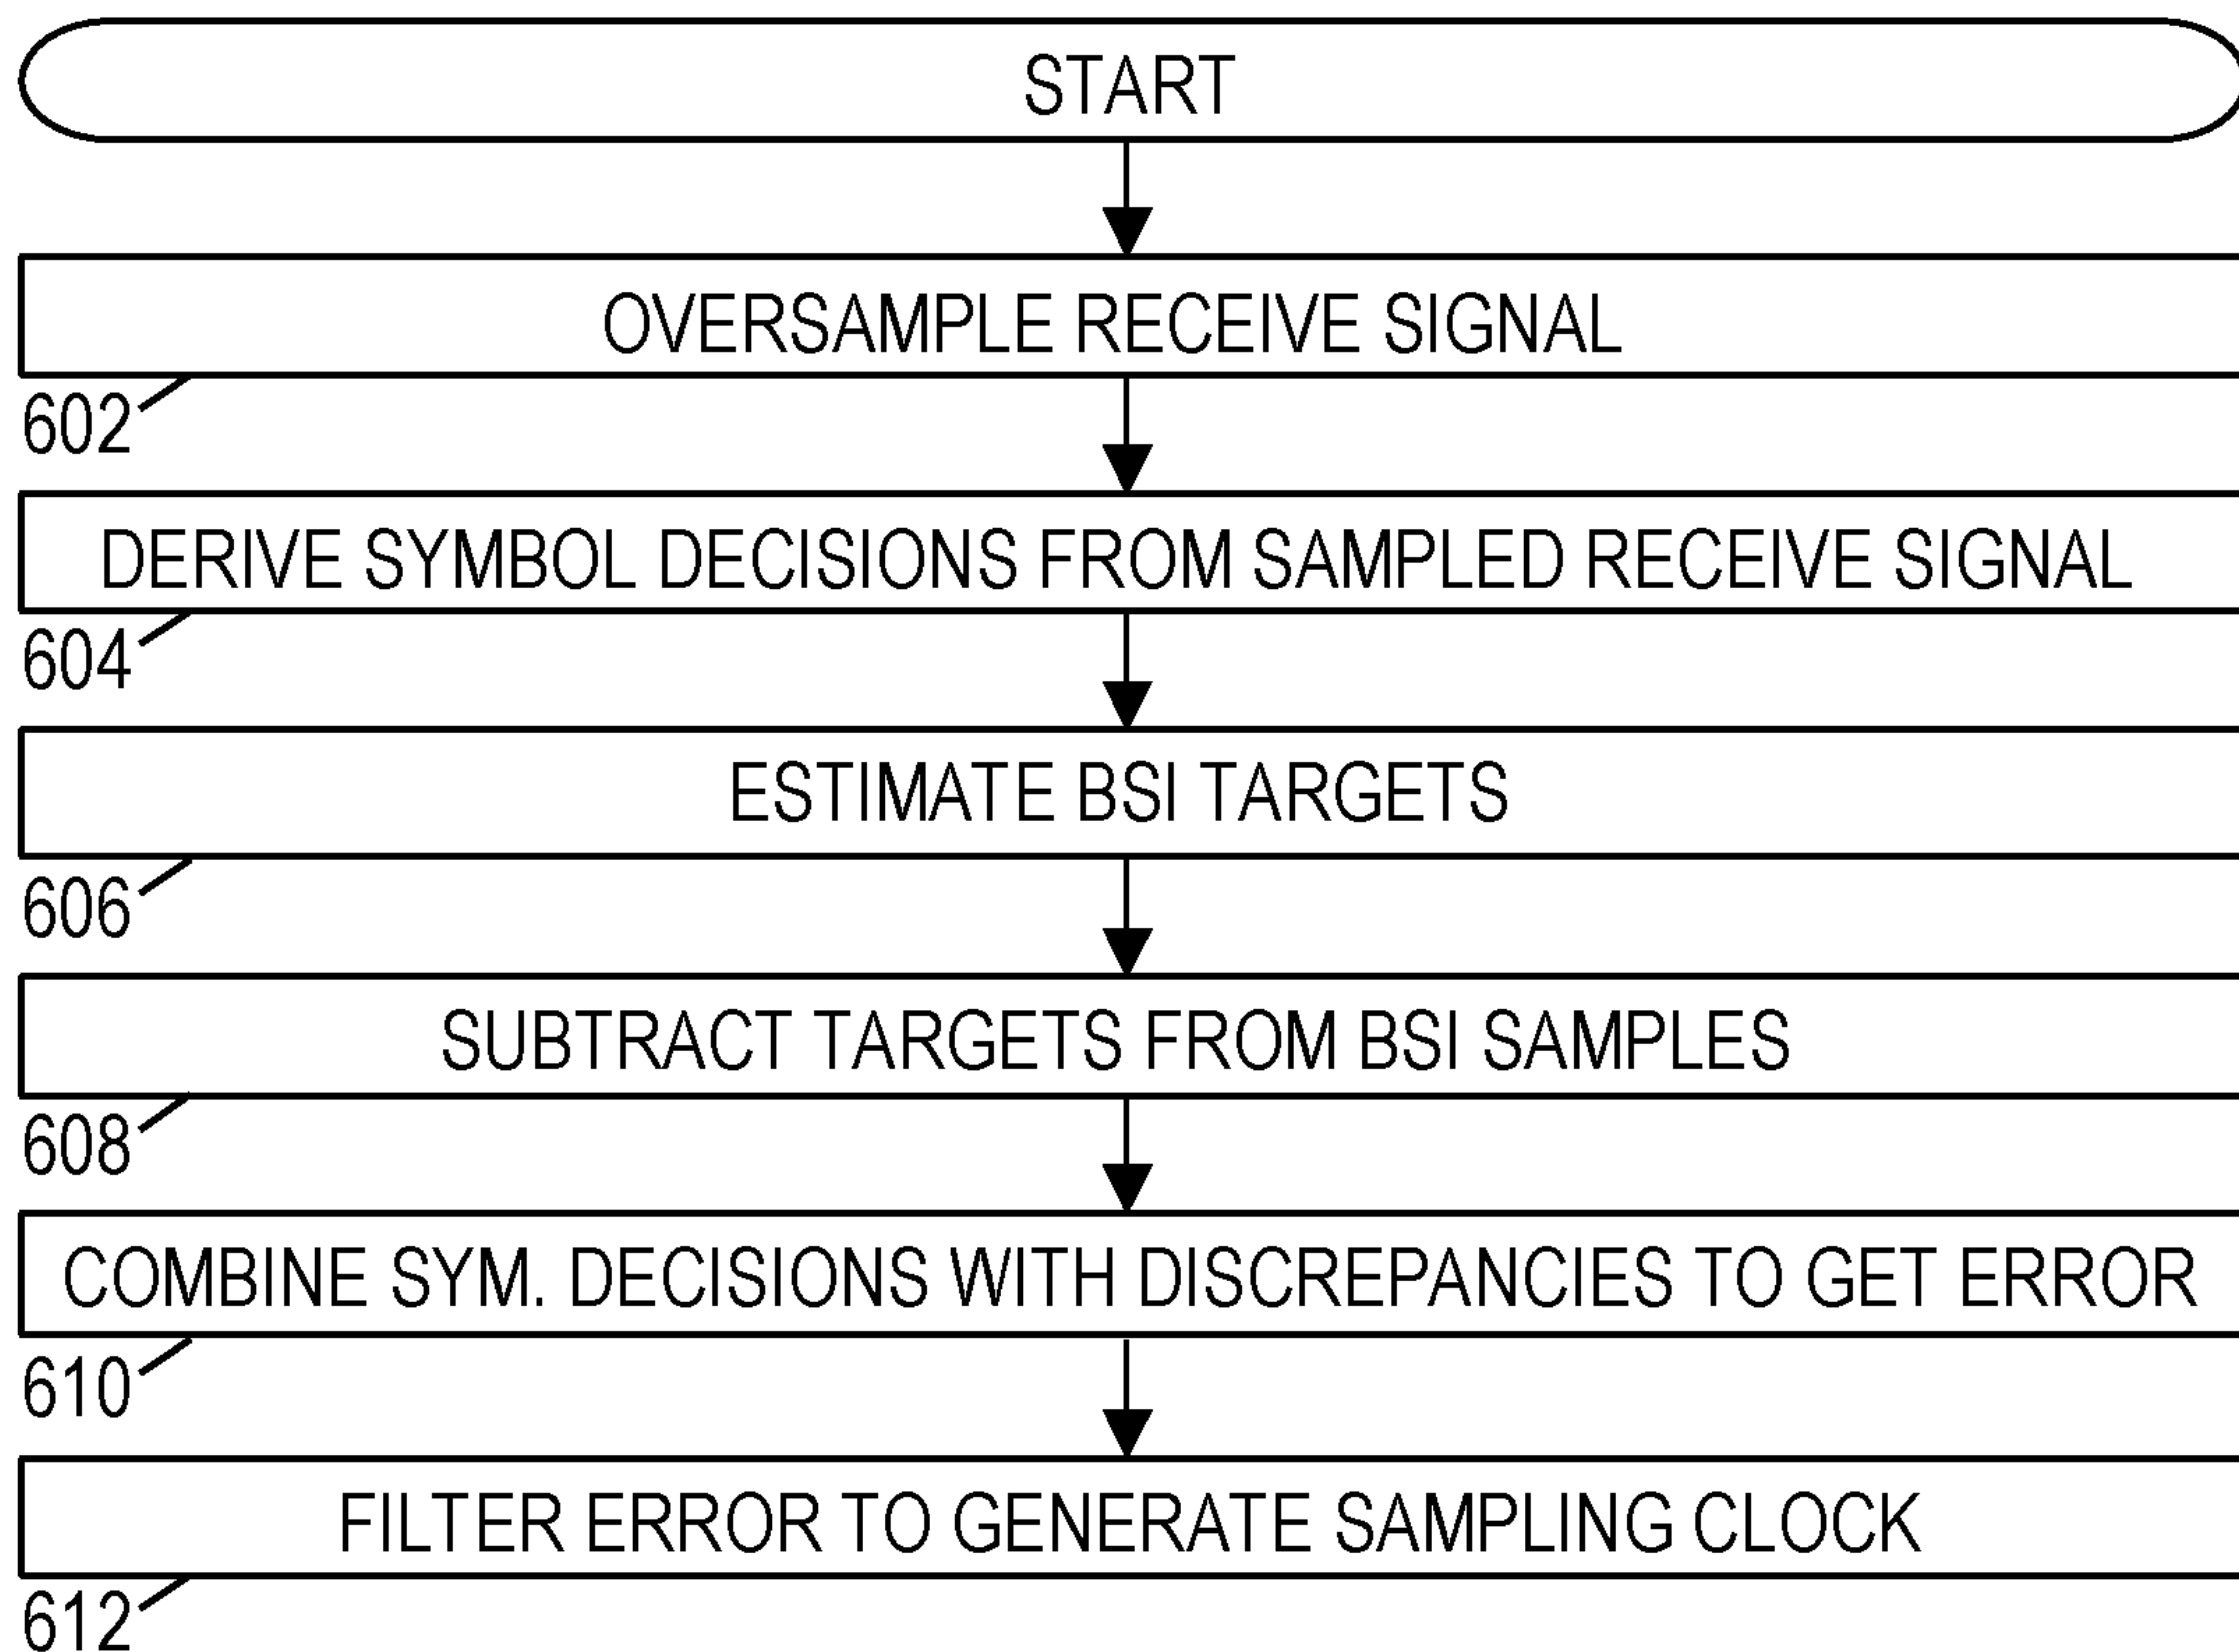 START
OVERSAMPLE RECEIVE SIGNAL
602
DERIVE SYMBOL DECISIONS FROM SAMPLED RECEIVE SIGNAL
604
ESTIMATE BSI TARGETS
606
SUBTRACT TARGETS FROM BSI SAMPLES
608
COMBINE SYM. DECISIONS WITH DISCREPANCIES TO GET ERROR
610
FILTER ERROR TO GENERATE SAMPLING CLOCK
612